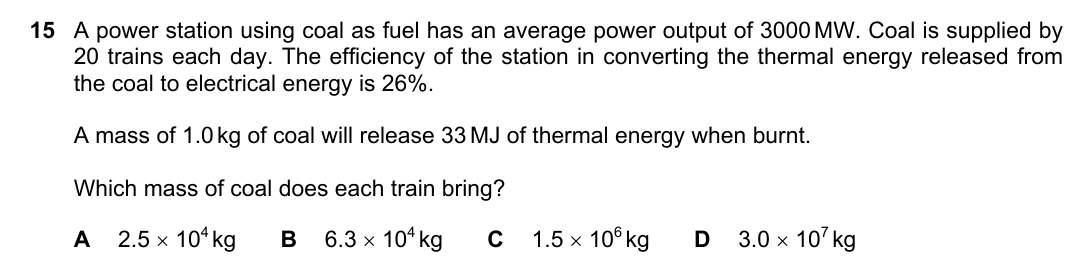 15 A power station using coal as fuel has an average power output of 3000 MW. Coal is supplied by
20 trains each day. The efficiency of the station in converting the thermal energy released from
the coal to electrical energy is 26%.
A mass of 1.0 kg of coal will release 33 MJ of thermal energy when burnt.
Which mass of coal does each train bring?
A 2.5 × 10⁴ kg B 6.3 × 10⁴ kg C 1.5 × 10⁶ kg D 3.0 × 10⁷ kg